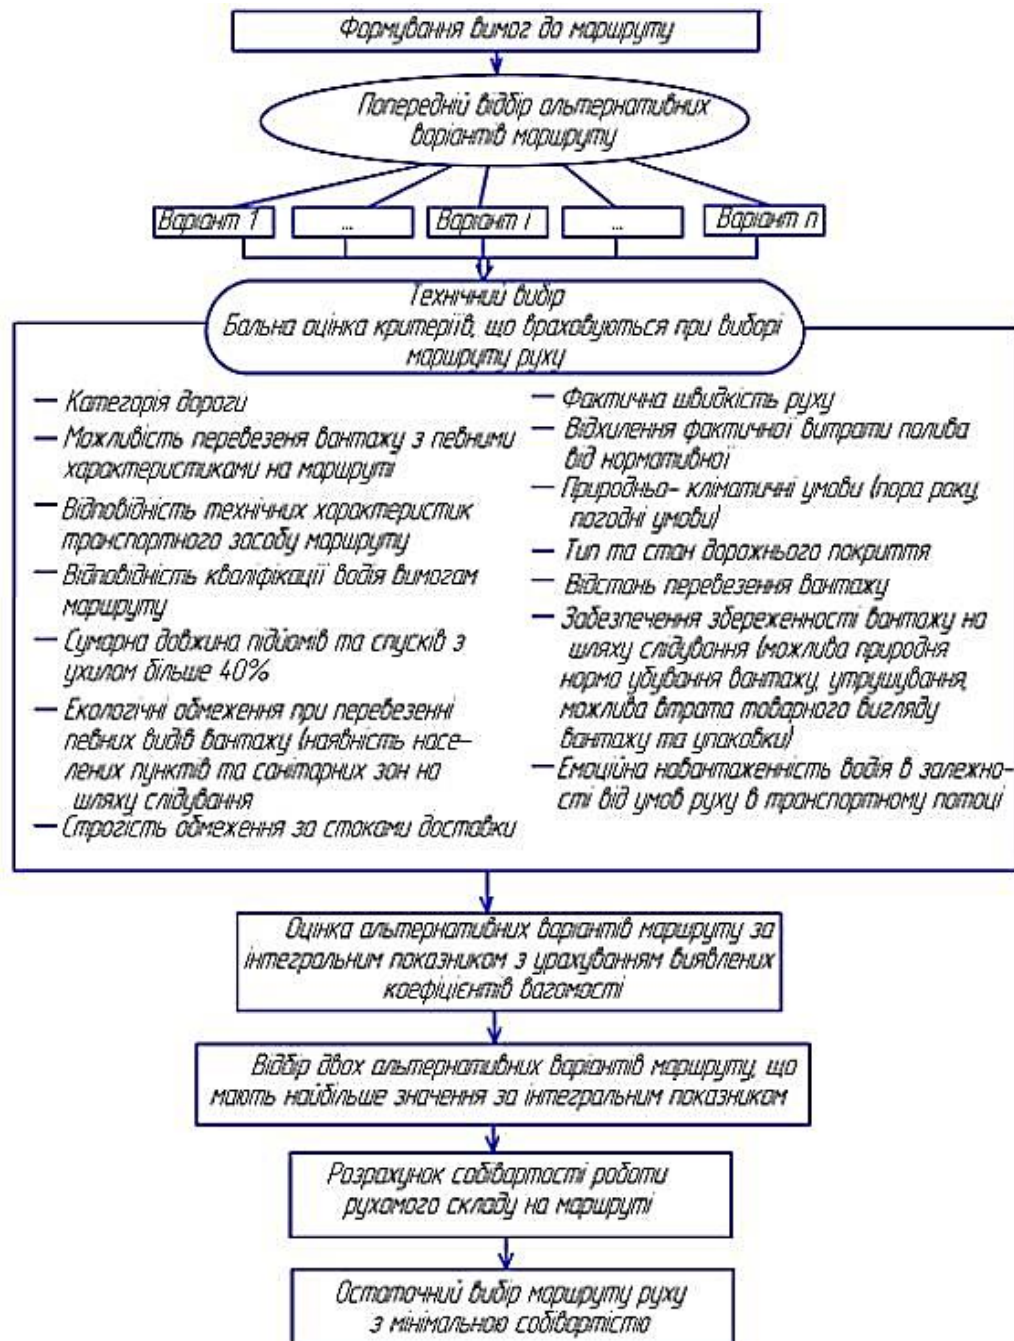 Формування вимог до маршруту
Попередній відбір альтернативних
варіантів маршруту
Варіант 1
...
Варіант i
...
Варіант n
Технічний вибір
Бальна оцінка критеріїв, що враховуються при виборі
маршруту руху
— Категорія дороги
— Можливість перевезеня вантажу з певними
характеристиками на маршруті
— Відповідність технічних характеристик
транспортного засобу маршруту
— Відповідність кваліфікації водія вимогам
маршруту
— Сумарна довжина підйомів та спусків з
ухилом більше 40%
— Екологічні обмеження при перевезенні
певних видів вантажу (наявність насе-
лених пунктів та санітарних зон на
шляху слідування
— Строгість обмеження за стоками доставки
— Фактична швидкість руху
— Відхилення фактичної витрати палива
від нормативної
— Природньо- кліматичні умови (пора року,
погодні умови)
— Тип та стан дорожнього покриття
— Відстань перевезення вантажу
— Забезпечення збереженності вантажу на
шляху слідування (можлива природня
норма убування вантажу, утрушування,
можлива втрата товарного вигляду
вантажу та упаковки)
— Емоційна навантаженність водія в залежно-
сті від умов руху в транспортному потоці
Оцінка альтернативних варіантів маршруту за
інтегральним показником з урахуванням виявлених
коефіцієнтів вагомості
Відбір двох альтернативних варіантів маршруту, що
мають найбільше значення за інтегральним показником
Розрахунок собівартості роботи
рухомого складу на маршруті
Остаточний вибір маршруту руху
з мінімальною собівартістю